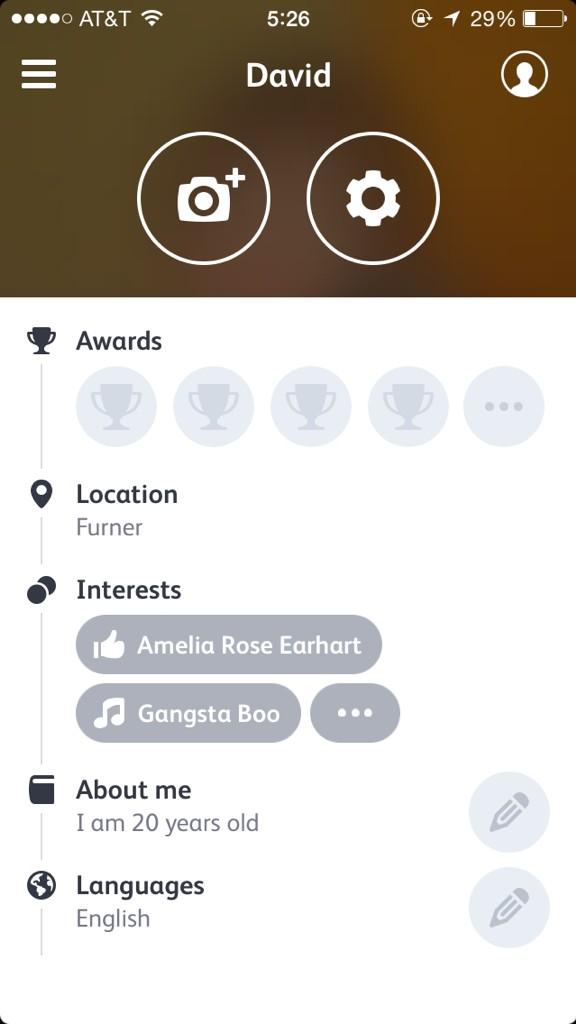 AT&T 5:26 29%
David
Awards
Location
Furner
Interests
Amelia Rose Earhart
Gangsta Boo
About me
I am 20 years old
Languages
English